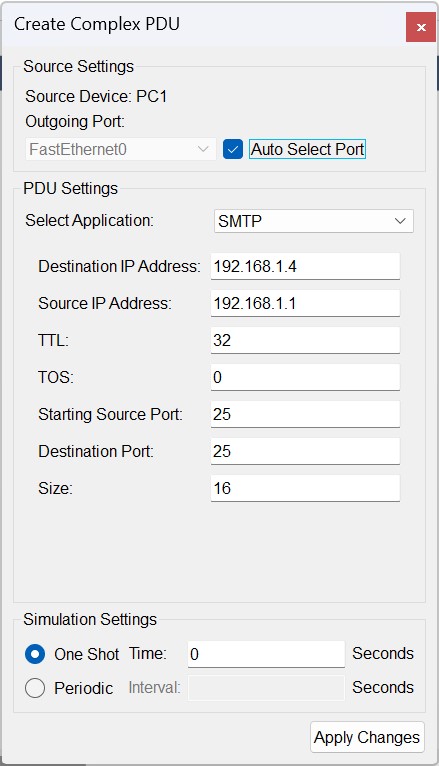 Create Complex PDU
Source Settings
Source Device: PC1
Outgoing Port:
FastEthernet0 Auto Select Port
PDU Settings
Select Application: SMTP
Destination IP Address: 192.168.1.4
Source IP Address: 192.168.1.1
TTL: 32
TOS: 0
Starting Source Port: 25
Destination Port: 25
Size: 16
Simulation Settings
One Shot Time: 0 Seconds
Periodic Interval: Seconds
Apply Changes